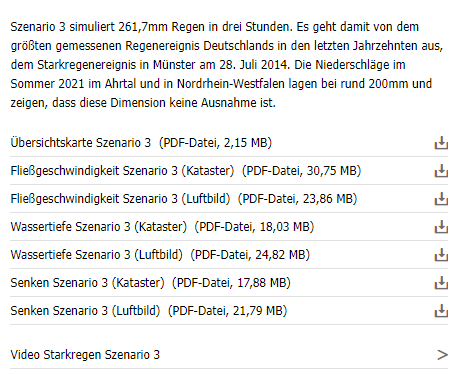 Szenario 3 simuliert 261,7mm Regen in drei Stunden. Es geht damit von dem
größten gemessenen Regenereignis Deutschlands in den letzten Jahrzehnten aus,
dem Starkregenereignis in Münster am 28. Juli 2014. Die Niederschläge im
Sommer 2021 im Ahrtal und in Nordrhein-Westfalen lagen bei rund 200mm und
zeigen, dass diese Dimension keine Ausnahme ist.
Übersichtskarte Szenario 3 (PDF-Datei, 2,15 MB)
Fließgeschwindigkeit Szenario 3 (Kataster) (PDF-Datei, 30,75 MB)
Fließgeschwindigkeit Szenario 3 (Luftbild) (PDF-Datei, 23,86 MB)
Wassertiefe Szenario 3 (Kataster) (PDF-Datei, 18,03 MB)
Wassertiefe Szenario 3 (Luftbild) (PDF-Datei, 24,82 MB)
Senken Szenario 3 (Kataster) (PDF-Datei, 17,88 MB)
Senken Szenario 3 (Luftbild) (PDF-Datei, 21,79 MB)
Video Starkregen Szenario 3